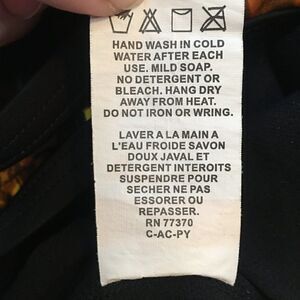 HAND WASH IN COLD
WATER AFTER EACH
USE. MILD SOAP.
NO DETERGENT OR
BLEACH. HANG DRY
AWAY FROM HEAT.
DO NOT IRON OR WRING.
LAVER A LA MAIN A
L'EAU FROIDE SAVON
DOUX JAVAL ET
DETERGENT INTEROITS
SUSPENDRE POUR
SECHER NE PAS
ESSORER OU
REPASSER.
RN 77370
C-AC-PY